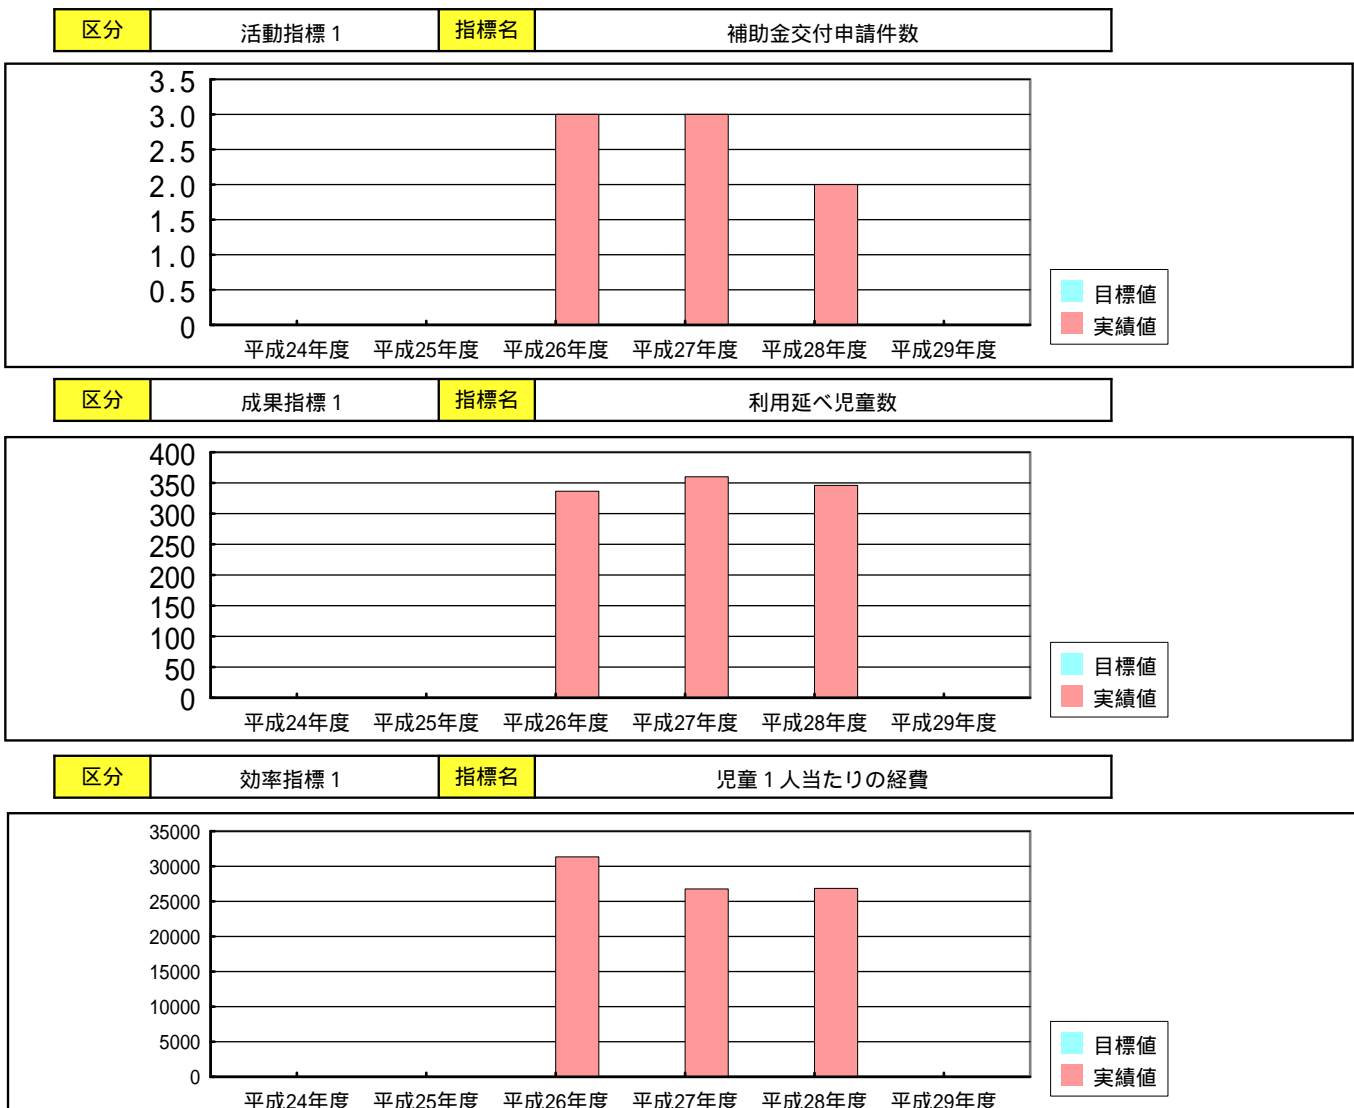 区分 活動指標1 指標名 補助金交付申請件数
3.5
3.0
2.5
2.0
1.5
1.0
0.5
0
平成24年度 平成25年度 平成26年度 平成27年度 平成28年度 平成29年度
目標値
実績値
区分 成果指標1 指標名 利用延べ児童数
400
350
300
250
200
150
100
50
0
平成24年度 平成25年度 平成26年度 平成27年度 平成28年度 平成29年度
目標値
実績値
区分 効率指標1 指標名 児童1人当たりの経費
35000
30000
25000
20000
15000
10000
5000
0
平成24年度 平成25年度 平成26年度 平成27年度 平成28年度 平成29年度
目標値
実績値